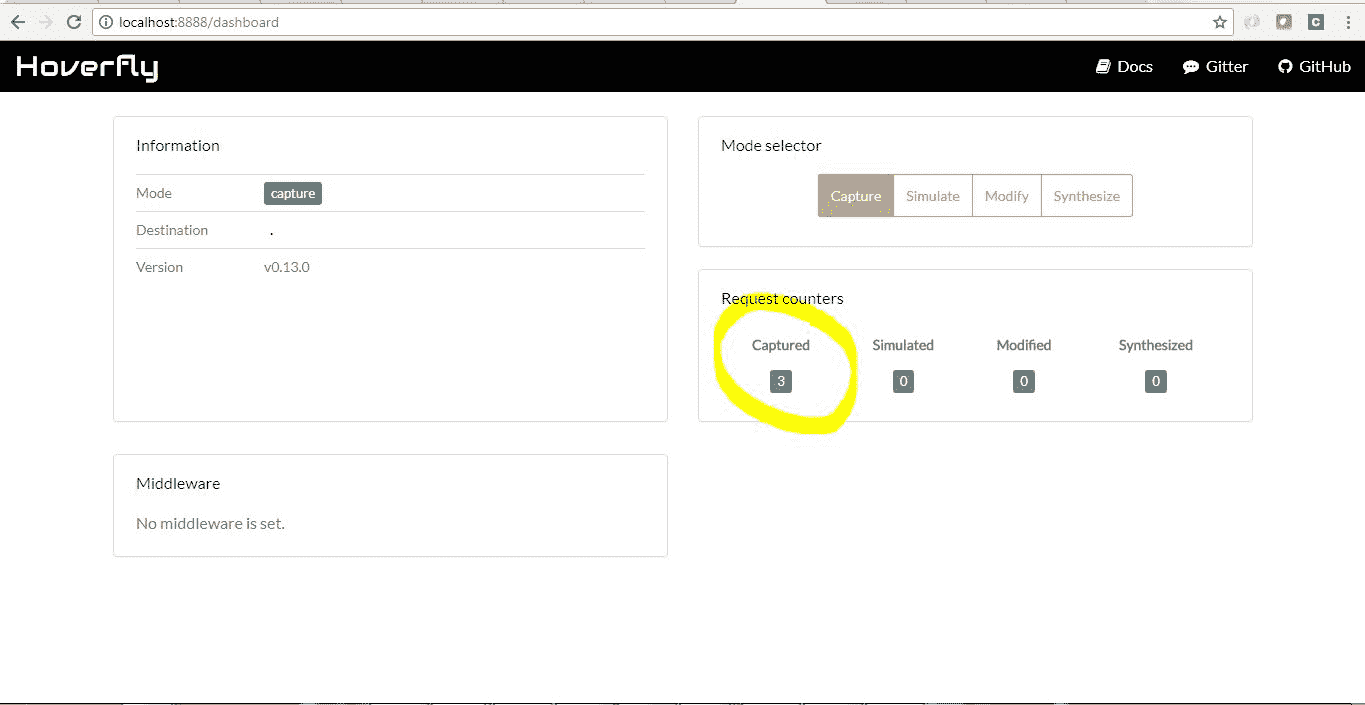 localhost:8888/dashboard
Hoverfly
Docs
Gitter
GitHub
Information
Mode capture
Destination .
Version v0.13.0
Mode selector
Capture Simulate Modify Synthesize
Request counters
Captured Simulated Modified Synthesized
3 0 0 0
Middleware
No middleware is set.